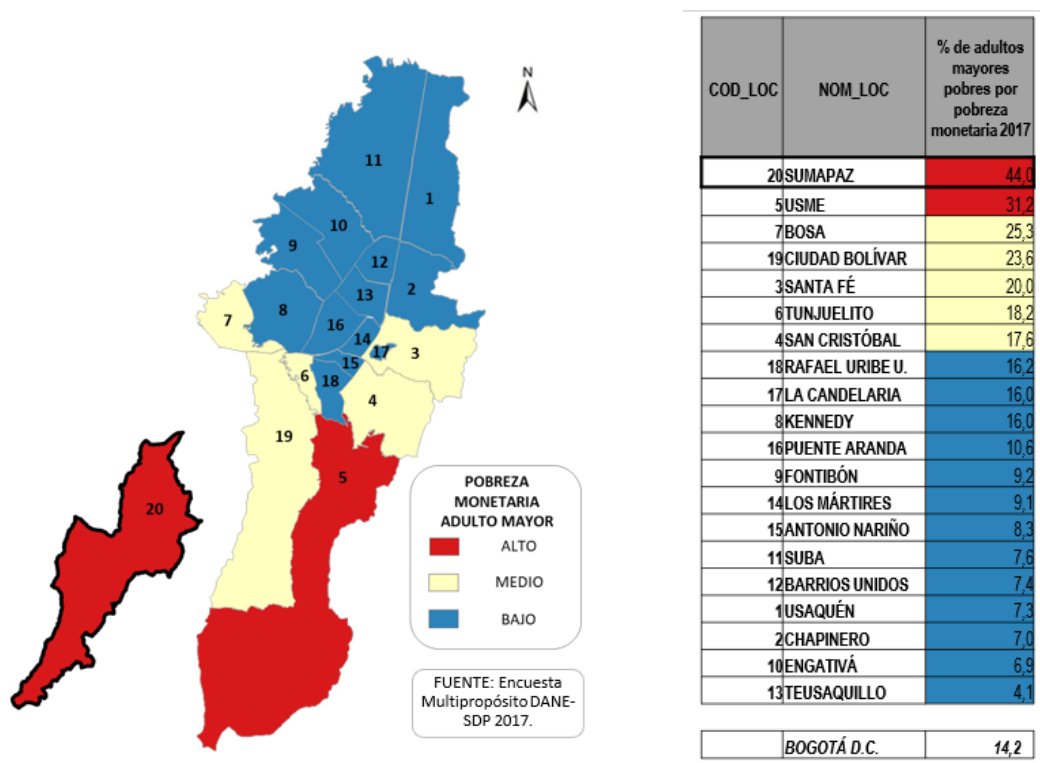 N
11
1
10
9
12
2
13
8
16
7
14
17
3
15
6
18
4
19
5
20
POBREZA
MONETARIA
ADULTO MAYOR
ALTO
MEDIO
BAJO
FUENTE: Encuesta
Multipropósito DANE-
SDP 2017.
COD_LOC NOM_LOC % de adultos
mayores
pobres por
pobreza
monetaria 2017
20 SUMAPAZ 44,0
5 USME 31,2
7 BOSA 25,3
19 CIUDAD BOLÍVAR 23,6
3 SANTA FÉ 20,0
6 TUNJUELITO 18,2
4 SAN CRISTÓBAL 17,6
18 RAFAEL URIBE U. 16,2
17 LA CANDELARIA 16,0
8 KENNEDY 16,0
16 PUENTE ARANDA 10,6
9 FONTIBÓN 9,2
14 LOS MÁRTIRES 9,1
15 ANTONIO NARIÑO 8,3
11 SUBA 7,6
12 BARRIOS UNIDOS 7,4
1 USAQUÉN 7,3
2 CHAPINERO 7,0
10 ENGATIVÁ 6,9
13 TEUSAQUILLO 4,1
BOGOTÁ D.C. 14,2